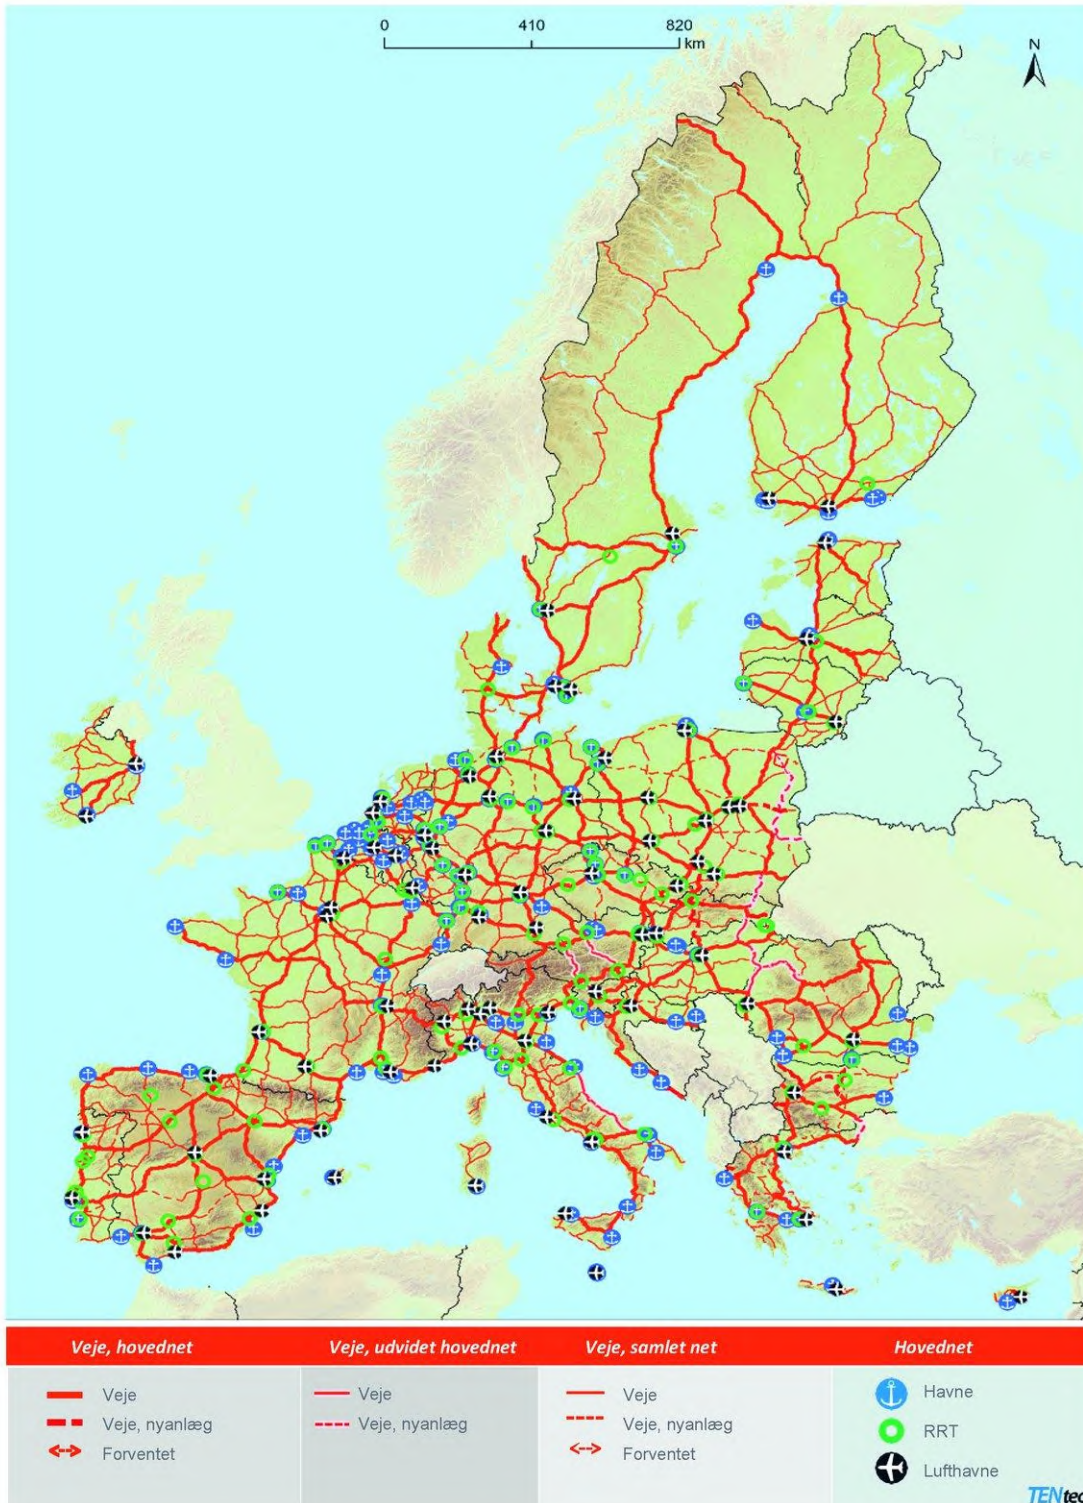 0 410 820
km
N
Veje, hovednet
Veje
Veje, nyanlæg
Forventet
Veje, udvidet hovednet
Veje
Veje, nyanlæg
Veje, samlet net
Veje
Veje, nyanlæg
Forventet
Hovednet
Havne
RRT
Lufthavne
TENtec